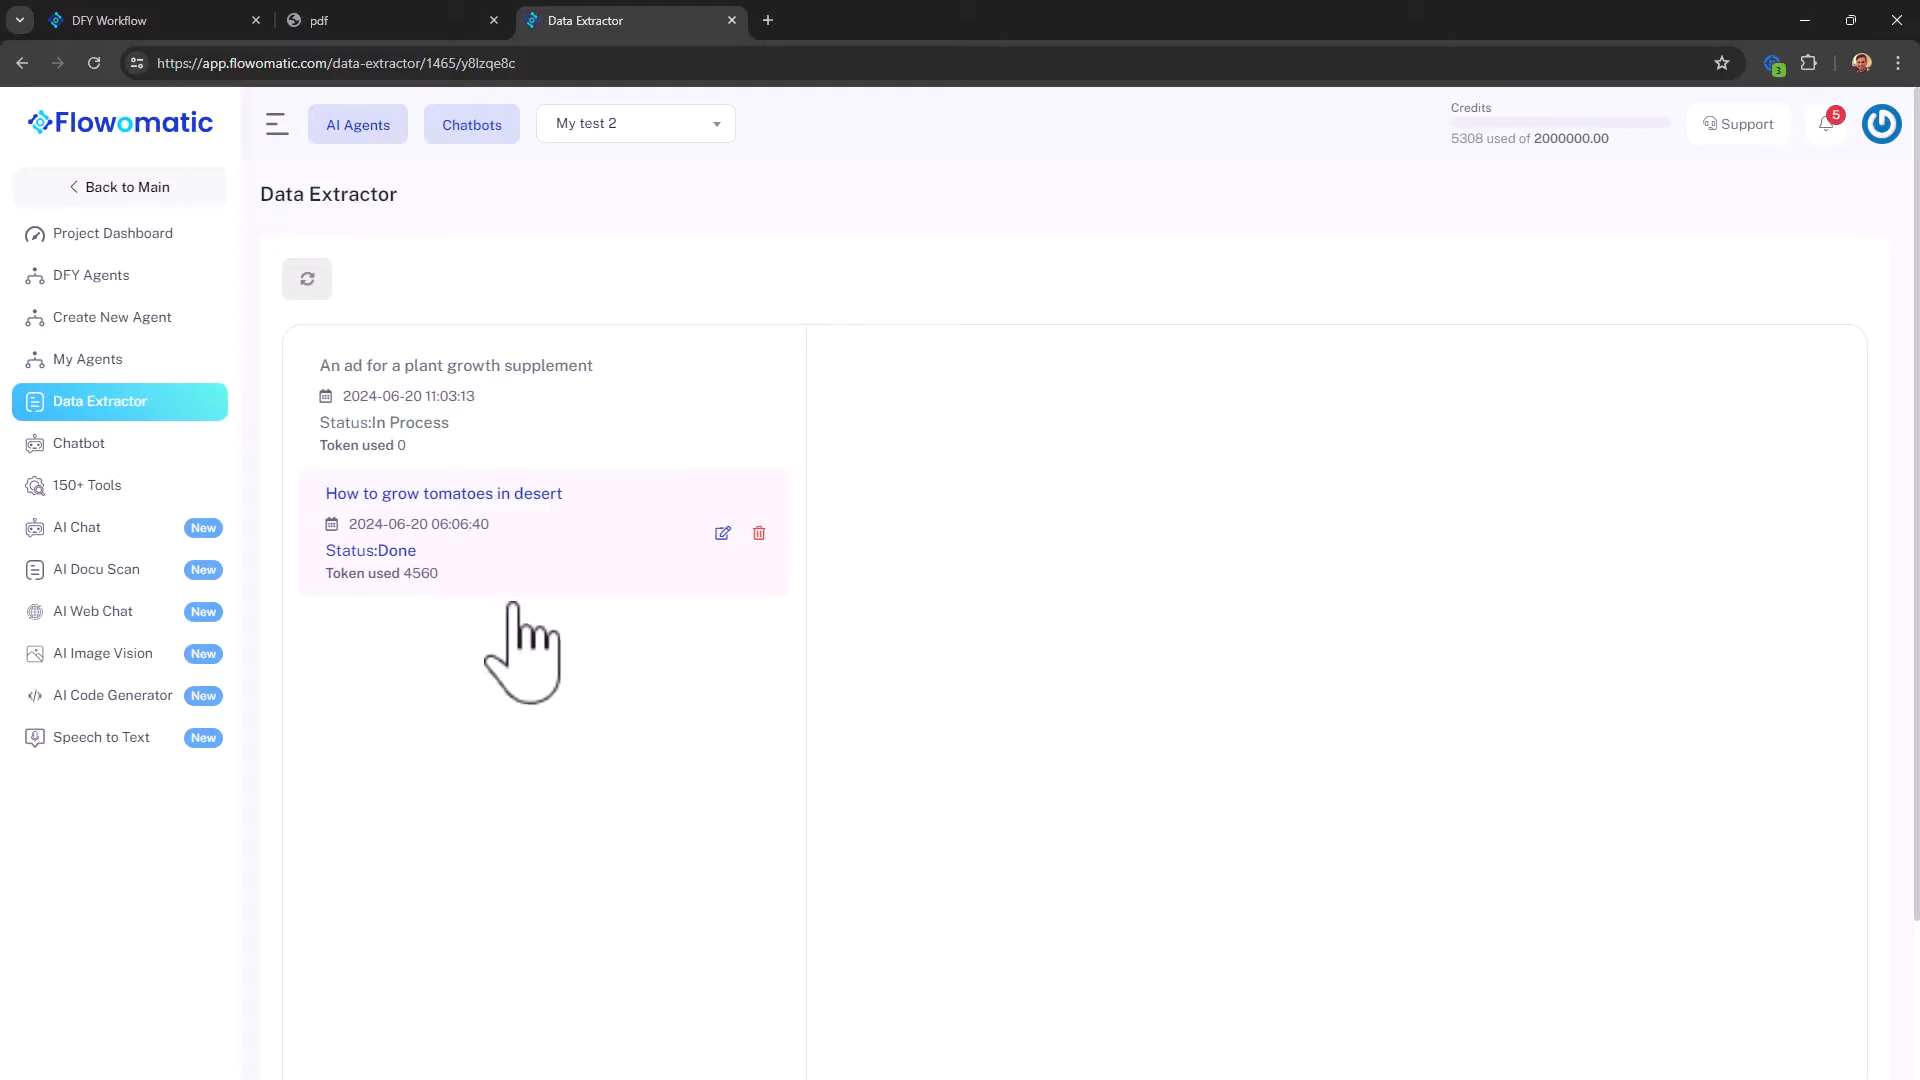 DFY Workflow
pdf
Data Extractor
https://app.flowomatic.com/data-extractor/1465/y8lzqe8c
3
Flowomatic
AI Agents
Chatbots
My test 2
Credits
5308 used of 2000000.00
Support
5
Back to Main
Project Dashboard
DFY Agents
Create New Agent
My Agents
Data Extractor
Chatbot
150+ Tools
AI Chat New
AI Docu Scan New
AI Web Chat New
AI Image Vision New
AI Code Generator New
Speech to Text New
Data Extractor
An ad for a plant growth supplement
2024-06-20 11:03:13
Status:In Process
Token used 0
How to grow tomatoes in desert
2024-06-20 06:06:40
Status:Done
Token used 4560